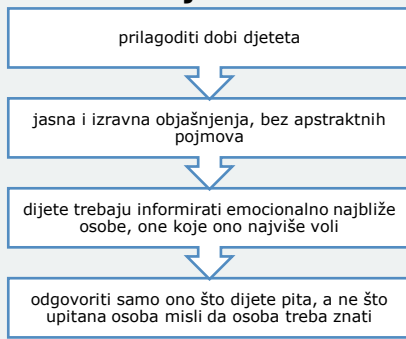 prilagoditi dobi djeteta
jasna i izravna objašnjenja, bez apstraktnih
pojmova
dijete trebaju informirati emocionalno najbliže
osobe, one koje ono najviše voli
odgovoriti samo ono što dijete pita, a ne što
upitana osoba misli da osoba treba znati